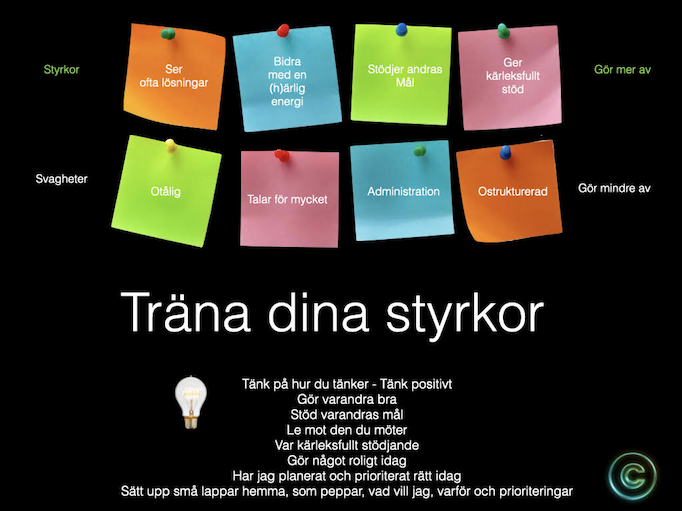 Styrkor
Ser
ofta lösningar
Bidra
med en
(h)ärlig
energi
Stödjer andras
Mål
Ger
kärleksfullt
stöd
Gör mer av
Svagheter
Otålig
Talar för mycket
Administration
Ostrukturerad
Gör mindre av
Träna dina styrkor
Tänk på hur du tänker - Tänk positivt
Gör varandra bra
Stöd varandras mål
Le mot den du möter
Var kärleksfullt stödjande
Gör något roligt idag
Har jag planerat och prioriterat rätt idag
Sätt upp små lappar hemma, som peppar, vad vill jag, varför och prioriteringar
©